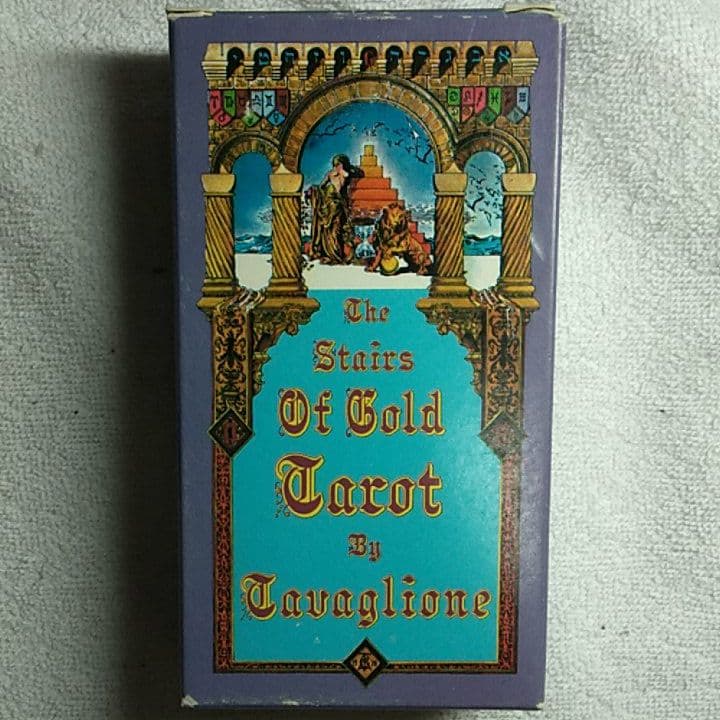 The
Stairs
Of Gold
Tarot
By
Tavaglione